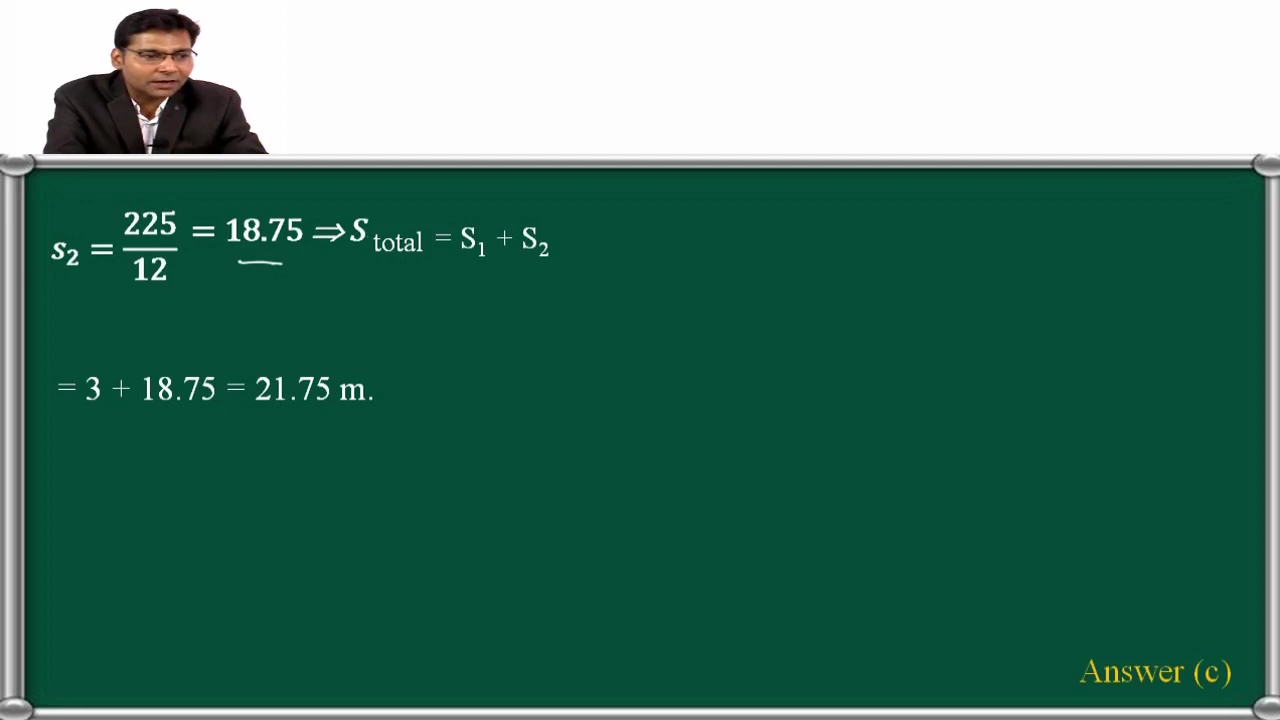 s₂ = 225/12 = 18.75 ⇒ S total = S₁ + S₂
= 3 + 18.75 = 21.75 m.
Answer (c)